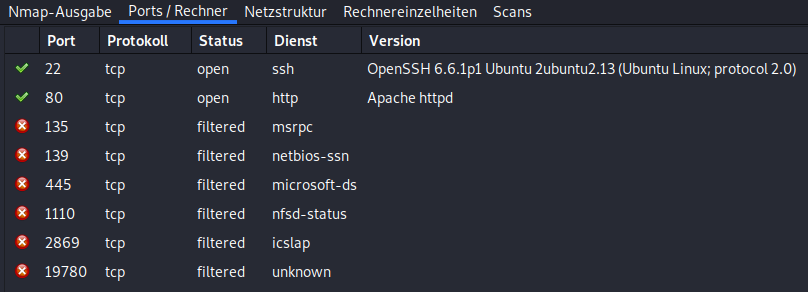 Nmap-Ausgabe Ports / Rechner Netzstruktur Rechnereinzelheiten Scans
Port Protokoll Status Dienst Version
22 tcp open ssh OpenSSH 6.6.1p1 Ubuntu 2ubuntu2.13 (Ubuntu Linux; protocol 2.0)
80 tcp open http Apache httpd
135 tcp filtered msrpc
139 tcp filtered netbios-ssn
445 tcp filtered microsoft-ds
1110 tcp filtered nfsd-status
2869 tcp filtered icslap
19780 tcp filtered unknown